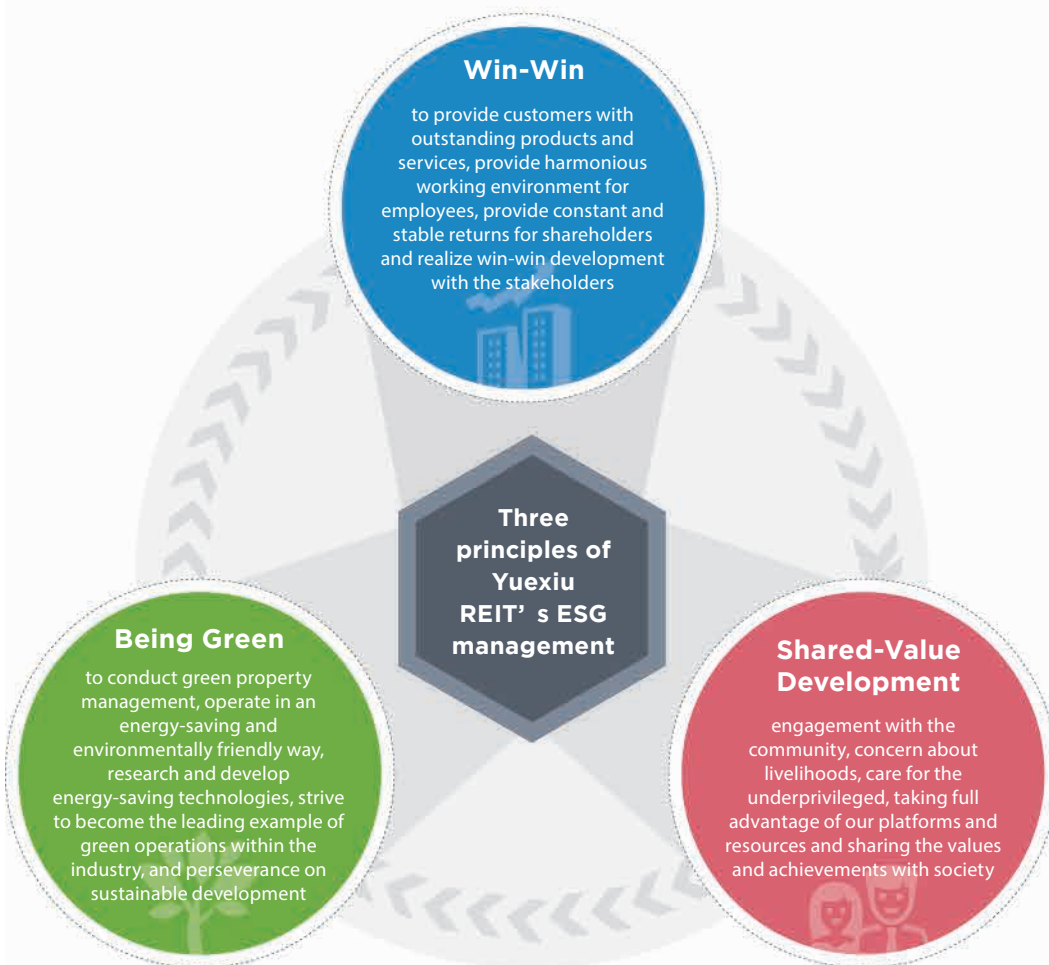 Win-Win
to provide customers with
outstanding products and
services, provide harmonious
working environment for
employees, provide constant and
stable returns for shareholders
and realize win-win development
with the stakeholders
Three
principles of
Yuexiu
REIT’ s ESG
management
Being Green
to conduct green property
management, operate in an
energy-saving and
environmentally friendly way,
research and develop
energy-saving technologies, strive
to become the leading example of
green operations within the
industry, and perseverance on
sustainable development
Shared-Value
Development
engagement with the
community, concern about
livelihoods, care for the
underprivileged, taking full
advantage of our platforms and
resources and sharing the values
and achievements with society